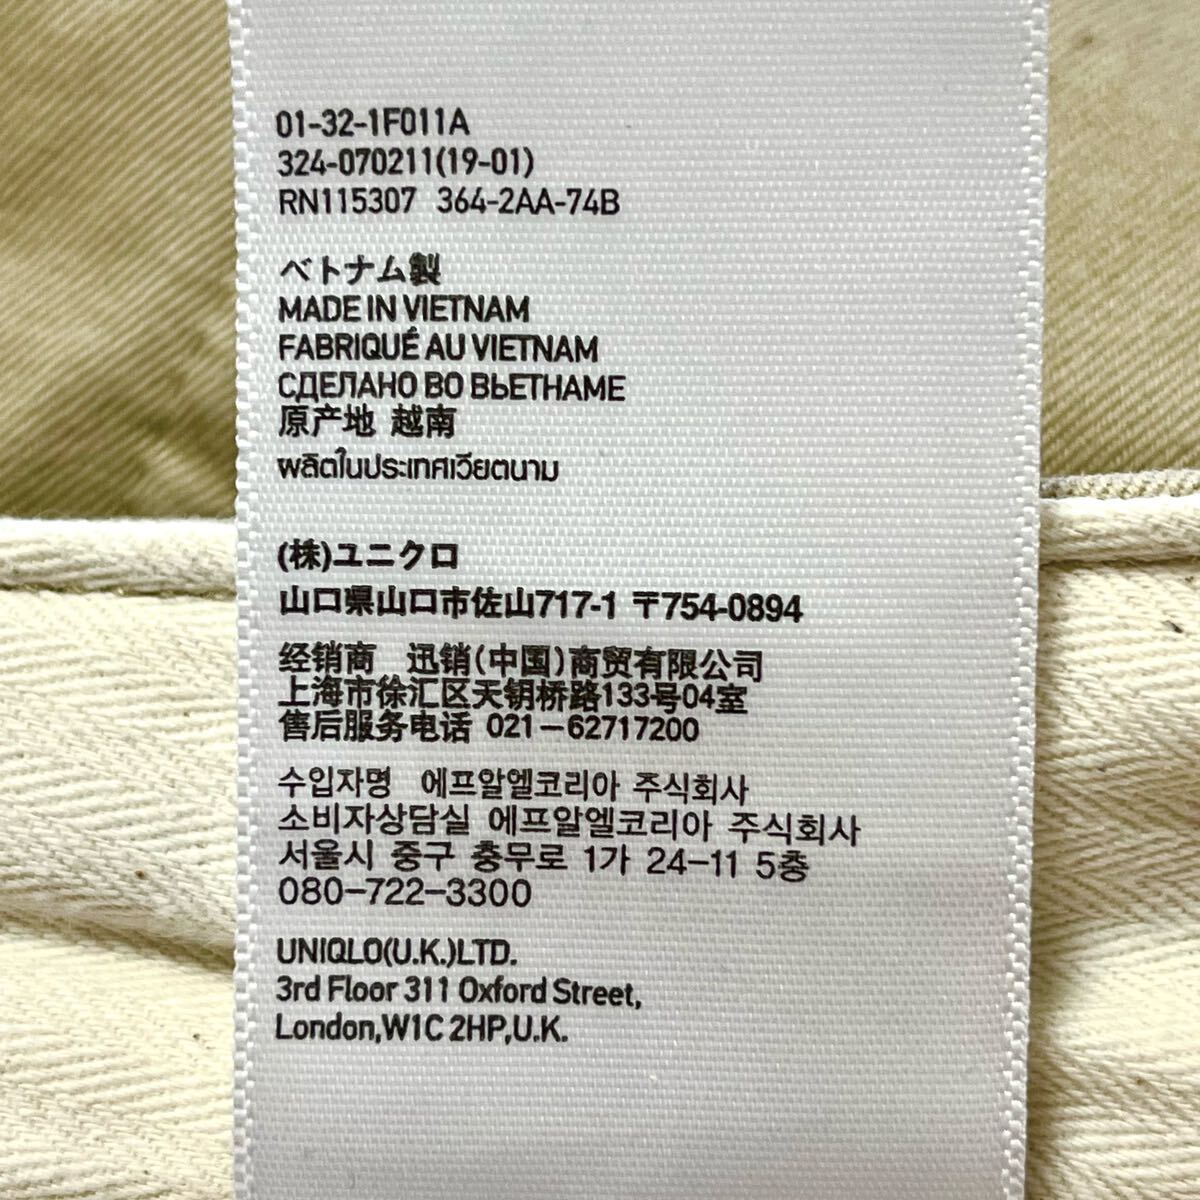 01-32-1F011A
324-070211(19-01)
RN115307 364-2AA-74B
ベトナム製
MADE IN VIETNAM
FABRIQUÉ AU VIETNAM
СДЕЛАНО ВО ВЬЕТНАМЕ
原产地 越南
ผลิตในประเทศเวียตนาม
(株)ユニクロ
山口県山口市佐山717-1 〒754-0894
经销商 迅销(中国)商贸有限公司
上海市徐汇区天钥桥路133号04室
售后服务电话 021-62717200
수입자명 에프알엘코리아 주식회사
소비자상담실 에프알엘코리아 주식회사
서울시 중구 충무로 1가 24-11 5층
080-722-3300
UNIQLO(U.K.)LTD.
3rd Floor 311 Oxford Street,
London,W1C 2HP,U.K.